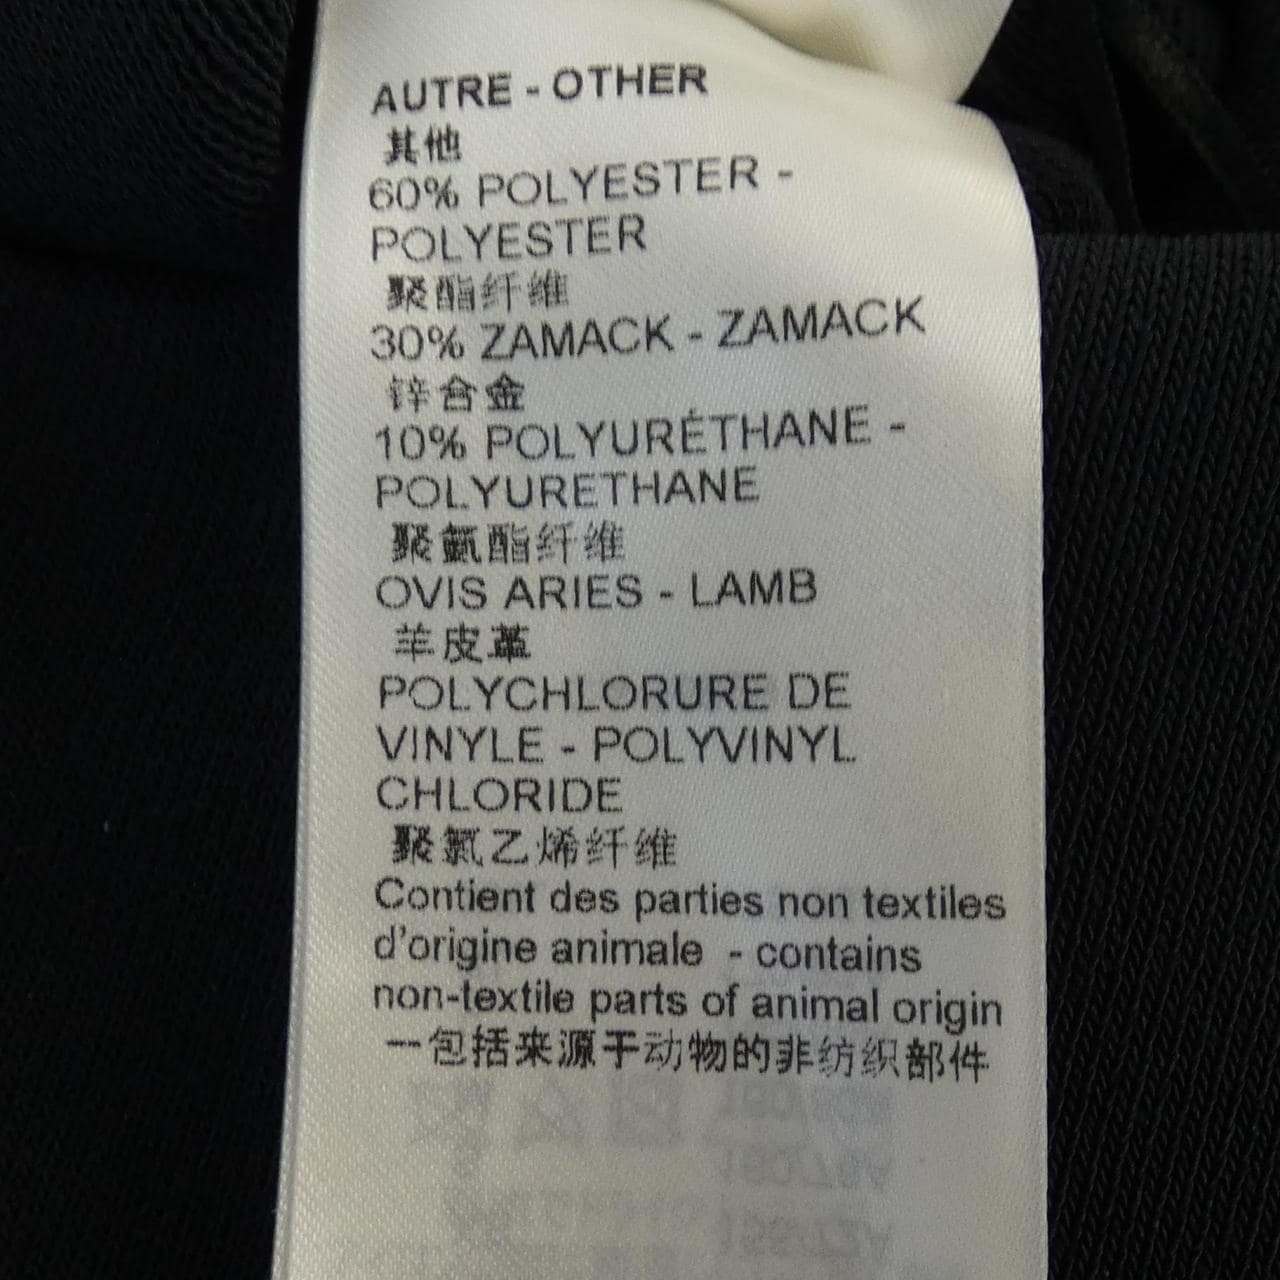 AUTRE - OTHER
其他
60% POLYESTER -
POLYESTER
聚酯纤维
30% ZAMACK - ZAMACK
锌合金
10% POLYURÉTHANE -
POLYURETHANE
聚氨酯纤维
OVIS ARIES - LAMB
羊皮革
POLYCHLORURE DE
VINYLE - POLYVINYL
CHLORIDE
聚氯乙烯纤维
Contient des parties non textiles
d'origine animale - contains
non-textile parts of animal origin
一包括来源于动物的非纺织部件